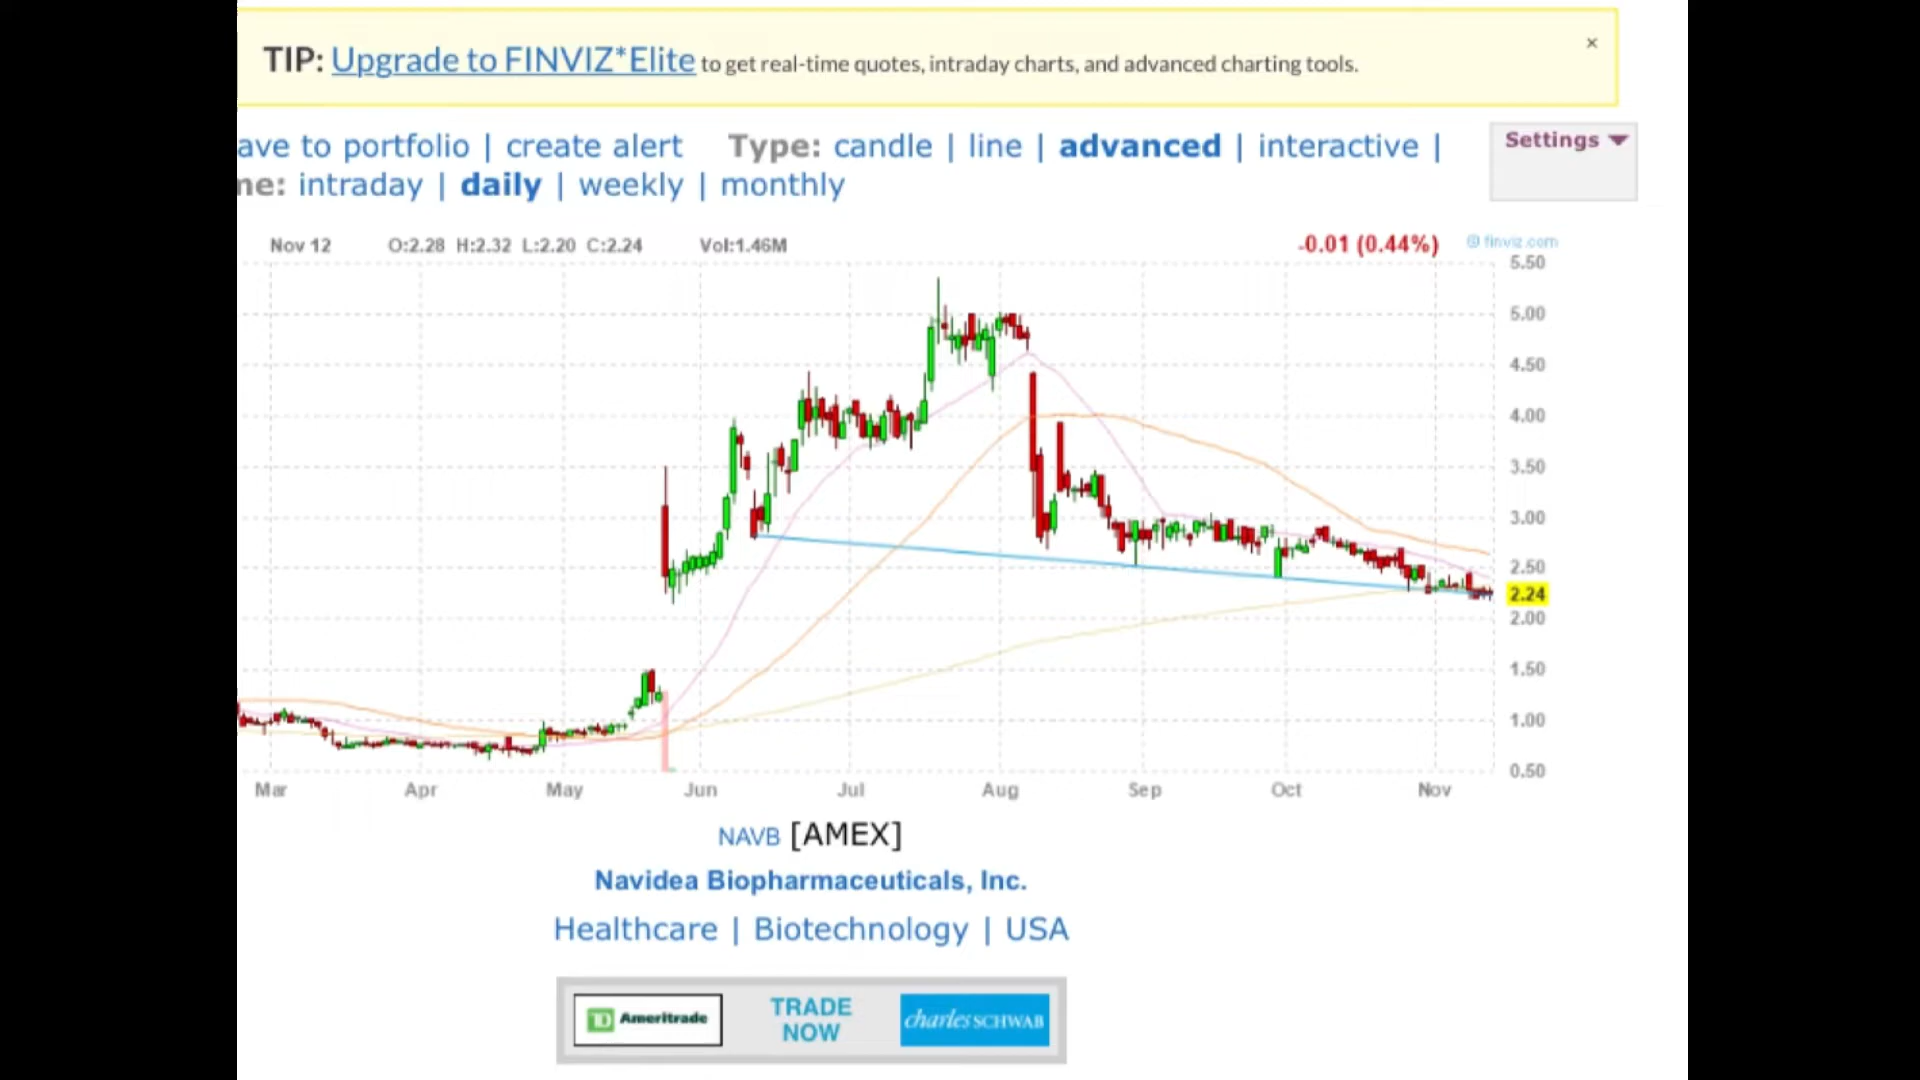 TIP: Upgrade to FINVIZ*Elite to get real-time quotes, intraday charts, and advanced charting tools.
×
ave to portfolio | create alert Type: candle | line | advanced | interactive |
Settings
me: intraday | daily | weekly | monthly
Nov 12 O:2.28 H:2.32 L:2.20 C:2.24 Vol:1.46M -0.01 (0.44%) © finviz.com
5.50
5.00
4.50
4.00
3.50
3.00
2.50
2.24
2.00
1.50
1.00
0.50
Mar Apr May Jun Jul Aug Sep Oct Nov
NAVB [AMEX]
Navidea Biopharmaceuticals, Inc.
Healthcare | Biotechnology | USA
TD Ameritrade
TRADE
NOW
charles SCHWAB